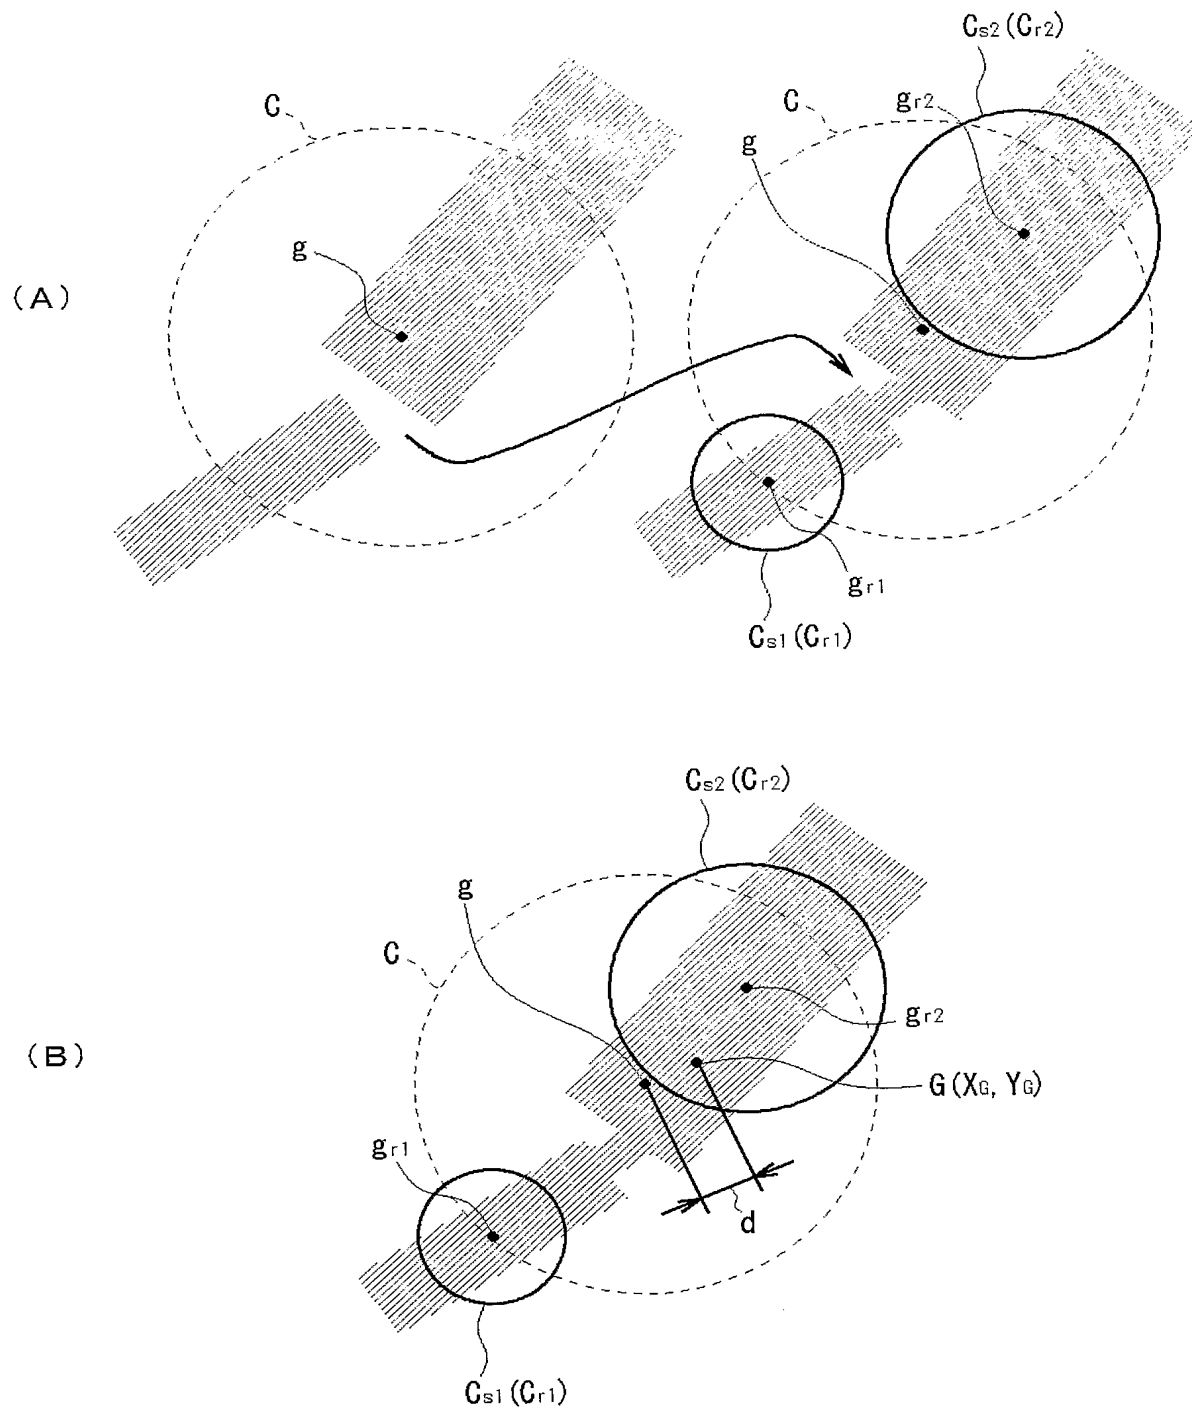 Cs2(Cr2)
C
gr2
C
g
g
(A)
gr1
Cs1(Cr1)
Cs2(Cr2)
g
C
gr2
(B)
G(XG, YG)
gr1
d
Cs1(Cr1)